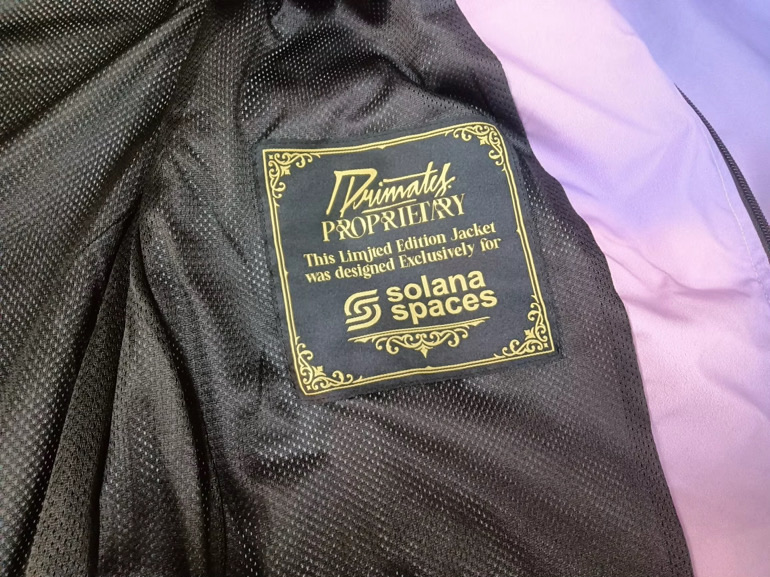 Primates
PROPRIETARY
This Limited Edition Jacket
was designed Exclusively for
solana
spaces